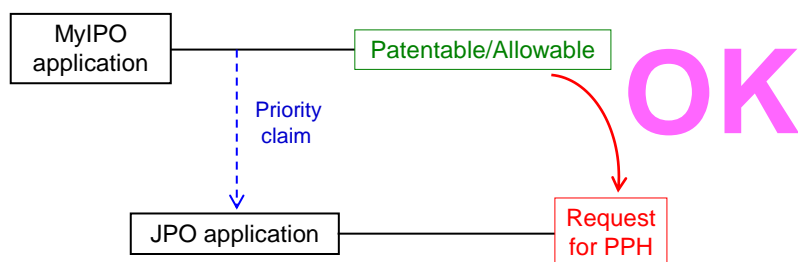 MyIPO
application
Patentable/Allowable
OK
Priority
claim
JPO application
Request
for PPH